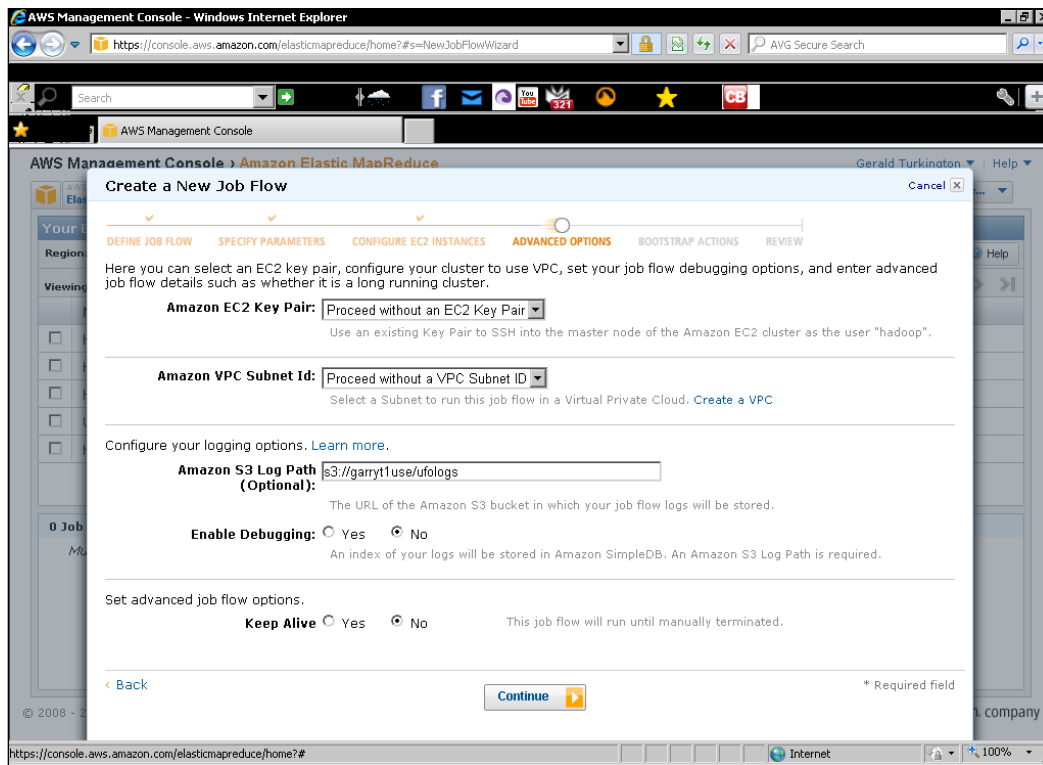 AWS Management Console - Windows Internet Explorer
https://console.aws.amazon.com/elasticmapreduce/home?#s=NewJobFlowWizard
AVG Secure Search
Search
You
Tube
321
CB
AWS Management Console
AWS Management Console › Amazon Elastic MapReduce
Gerald Turkington
Help
Create a New Job Flow
Cancel
Elas
Your E
DEFINE JOB FLOW
SPECIFY PARAMETERS
CONFIGURE EC2 INSTANCES
ADVANCED OPTIONS
BOOTSTRAP ACTIONS
REVIEW
Region:
Help
Here you can select an EC2 key pair, configure your cluster to use VPC, set your job flow debugging options, and enter advanced
job flow details such as whether it is a long running cluster.
Viewing
Amazon EC2 Key Pair: Proceed without an EC2 Key Pair
Use an existing Key Pair to SSH into the master node of the Amazon EC2 cluster as the user "hadoop".
Amazon VPC Subnet Id: Proceed without a VPC Subnet ID
Select a Subnet to run this job flow in a Virtual Private Cloud. Create a VPC
Configure your logging options. Learn more.
Amazon S3 Log Path s3://garryt1use/ufologs
(Optional):
The URL of the Amazon S3 bucket in which your job flow logs will be stored.
0 Job
Enable Debugging: Yes No
An index of your logs will be stored in Amazon SimpleDB. An Amazon S3 Log Path is required.
Set advanced job flow options.
Keep Alive Yes No This job flow will run until manually terminated.
‹ Back
Continue
* Required field
© 2008 - 2
n. company
https://console.aws.amazon.com/elasticmapreduce/home?#
Internet
100%